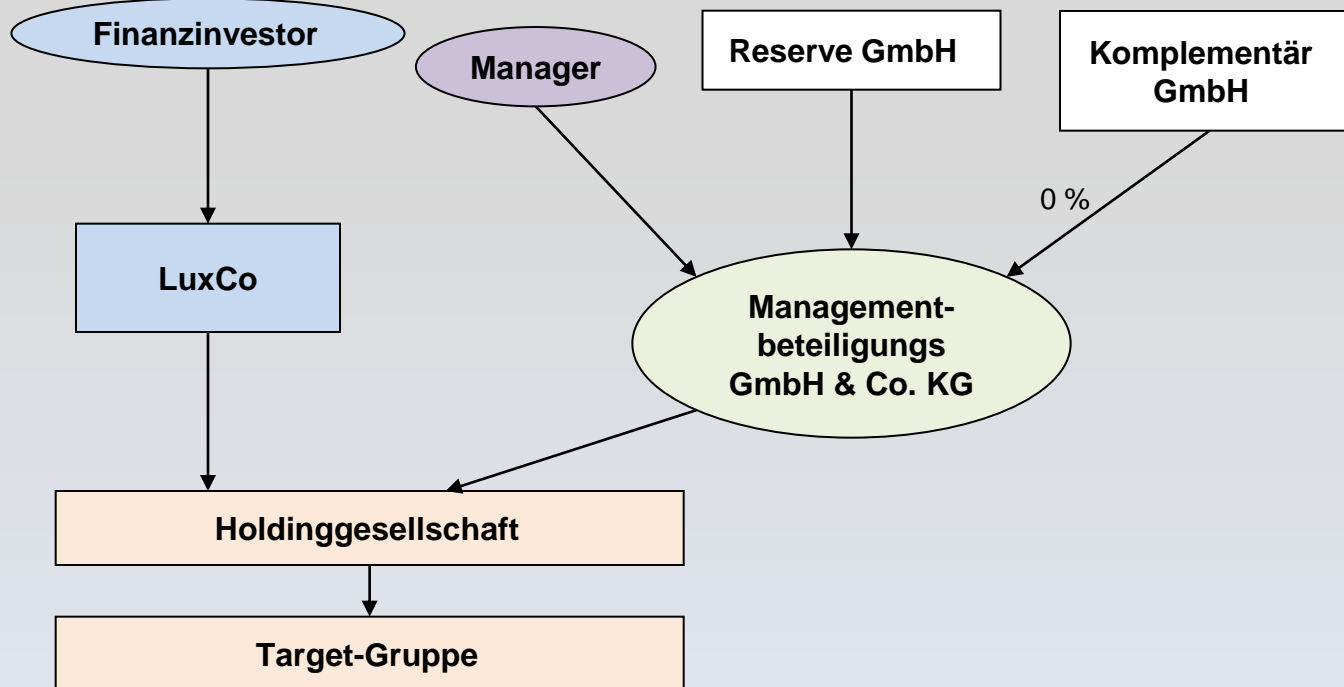 Finanzinvestor
Manager
Reserve GmbH
Komplementär
GmbH
0 %
LuxCo
Management-
beteiligungs
GmbH & Co. KG
Holdinggesellschaft
Target-Gruppe